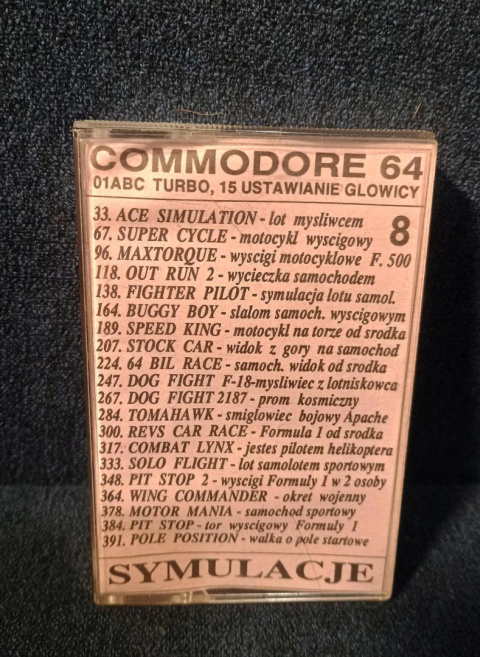 COMMODORE 64
01ABC TURBO, 15 USTAWIANIE GLOWICY
8
33. ACE SIMULATION - lot mysliwcem
67. SUPER CYCLE - motocykl wyscigowy
96. MAXTORQUE - wyscigi motocyklowe F. 500
118. OUT RUN 2 - wycieczka samochodem
138. FIGHTER PILOT - symulacja lotu samol.
164. BUGGY BOY - slalom samoch. wyscigowym
189. SPEED KING - motocykl na torze od srodka
207. STOCK CAR - widok z gory na samochod
224. 64 BIL RACE - samoch. widok od srodka
247. DOG FIGHT F-18-mysliwiec z lotniskowca
267. DOG FIGHT 2187 - prom kosmiczny
284. TOMAHAWK - smiglowiec bojowy Apache
300. REVS CAR RACE - Formula 1 od srodka
317. COMBAT LYNX - jestes pilotem helikoptera
333. SOLO FLIGHT - lot samolotem sportowym
348. PIT STOP 2 - wyscigi Formuly 1 w 2 osoby
364. WING COMMANDER - okret wojenny
378. MOTOR MANIA - samochod sportowy
384. PIT STOP - tor wyscigowy Formuly 1
391. POLE POSITION - walka o pole startowe
SYMULACJE